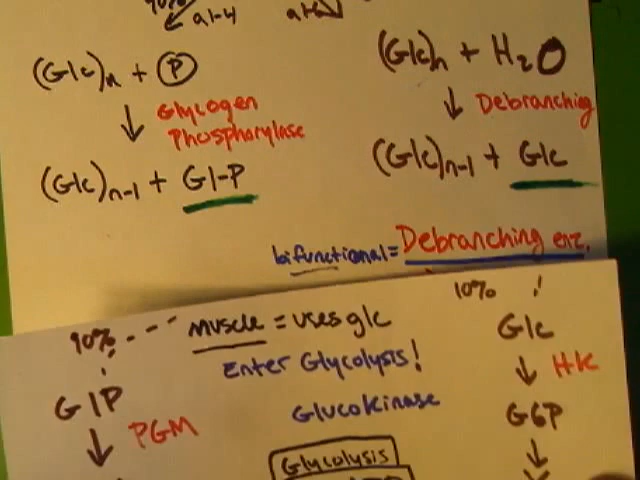 90%
α1-4
(Glc)n + P
Glycogen
Phosphorylase
(Glc)n-1 + G1-P
(Glc)n + H2O
Debranching
(Glc)n-1 + Glc
bifunctional= Debranching enz.
90%
muscle = uses glc
Enter Glycolysis!
Glucokinase
Glycolysis
G1P
PGM
10%
Glc
HK
G6P